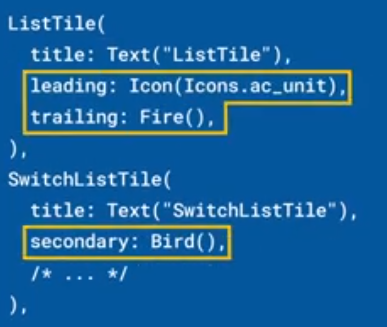 ListTile(
title: Text("ListTile"),
leading: Icon(Icons.ac_unit),
trailing: Fire(),
),
SwitchListTile(
title: Text("SwitchListTile"),
secondary: Bird(),
/* ... */
),